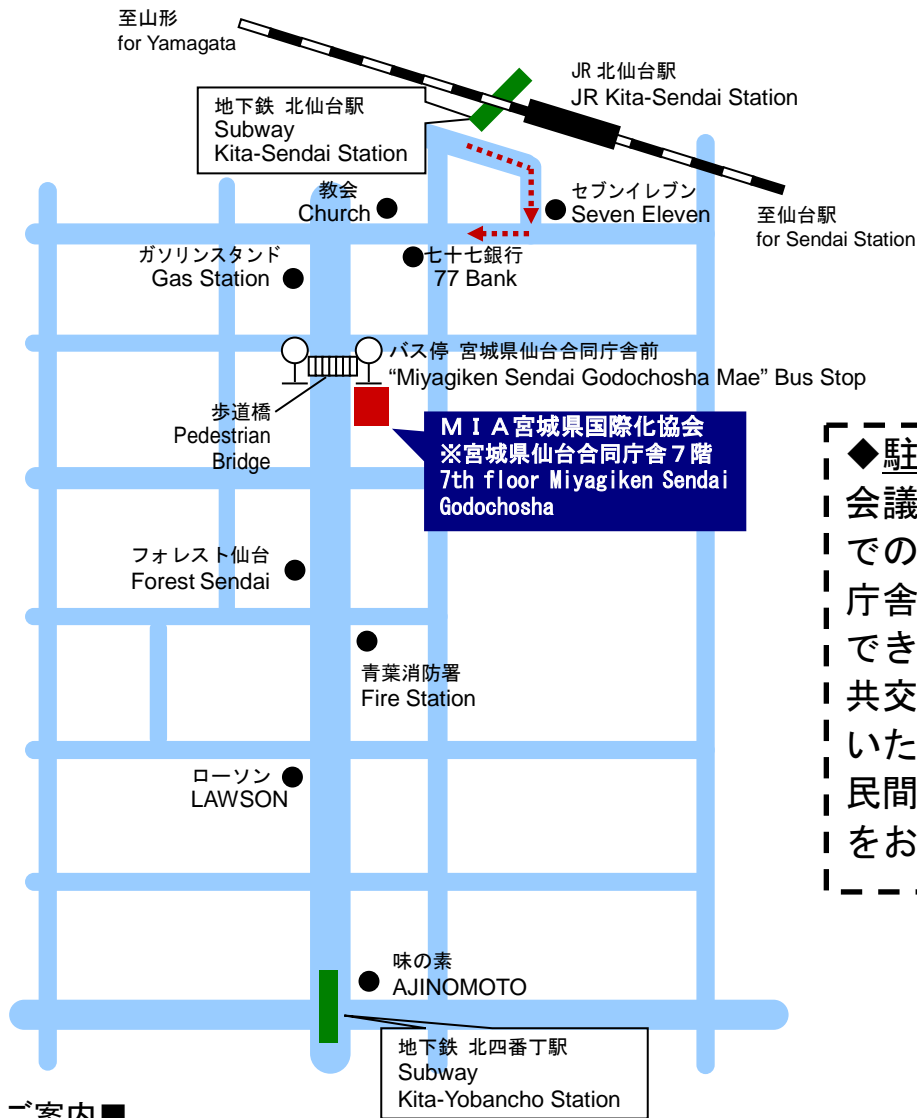 至山形
for Yamagata
JR 北仙台駅
JR Kita-Sendai Station
地下鉄 北仙台駅
Subway
Kita-Sendai Station
教会
Church
セブンイレブン
Seven Eleven
至仙台駅
for Sendai Station
ガソリンスタンド
Gas Station
七十七銀行
77 Bank
バス停 宮城県仙台合同庁舎前
“Miyagiken Sendai Godochosha Mae” Bus Stop
歩道橋
Pedestrian
Bridge
ＭＩＡ宮城県国際化協会
※宮城県仙台合同庁舎７階
7th floor Miyagiken Sendai
Godochosha
◆駐
会議
での
庁舎
でき
共交
いた
民間
をお
フォレスト仙台
Forest Sendai
青葉消防署
Fire Station
ローソン
LAWSON
味の素
AJINOMOTO
地下鉄 北四番丁駅
Subway
Kita-Yobancho Station
ご案内■